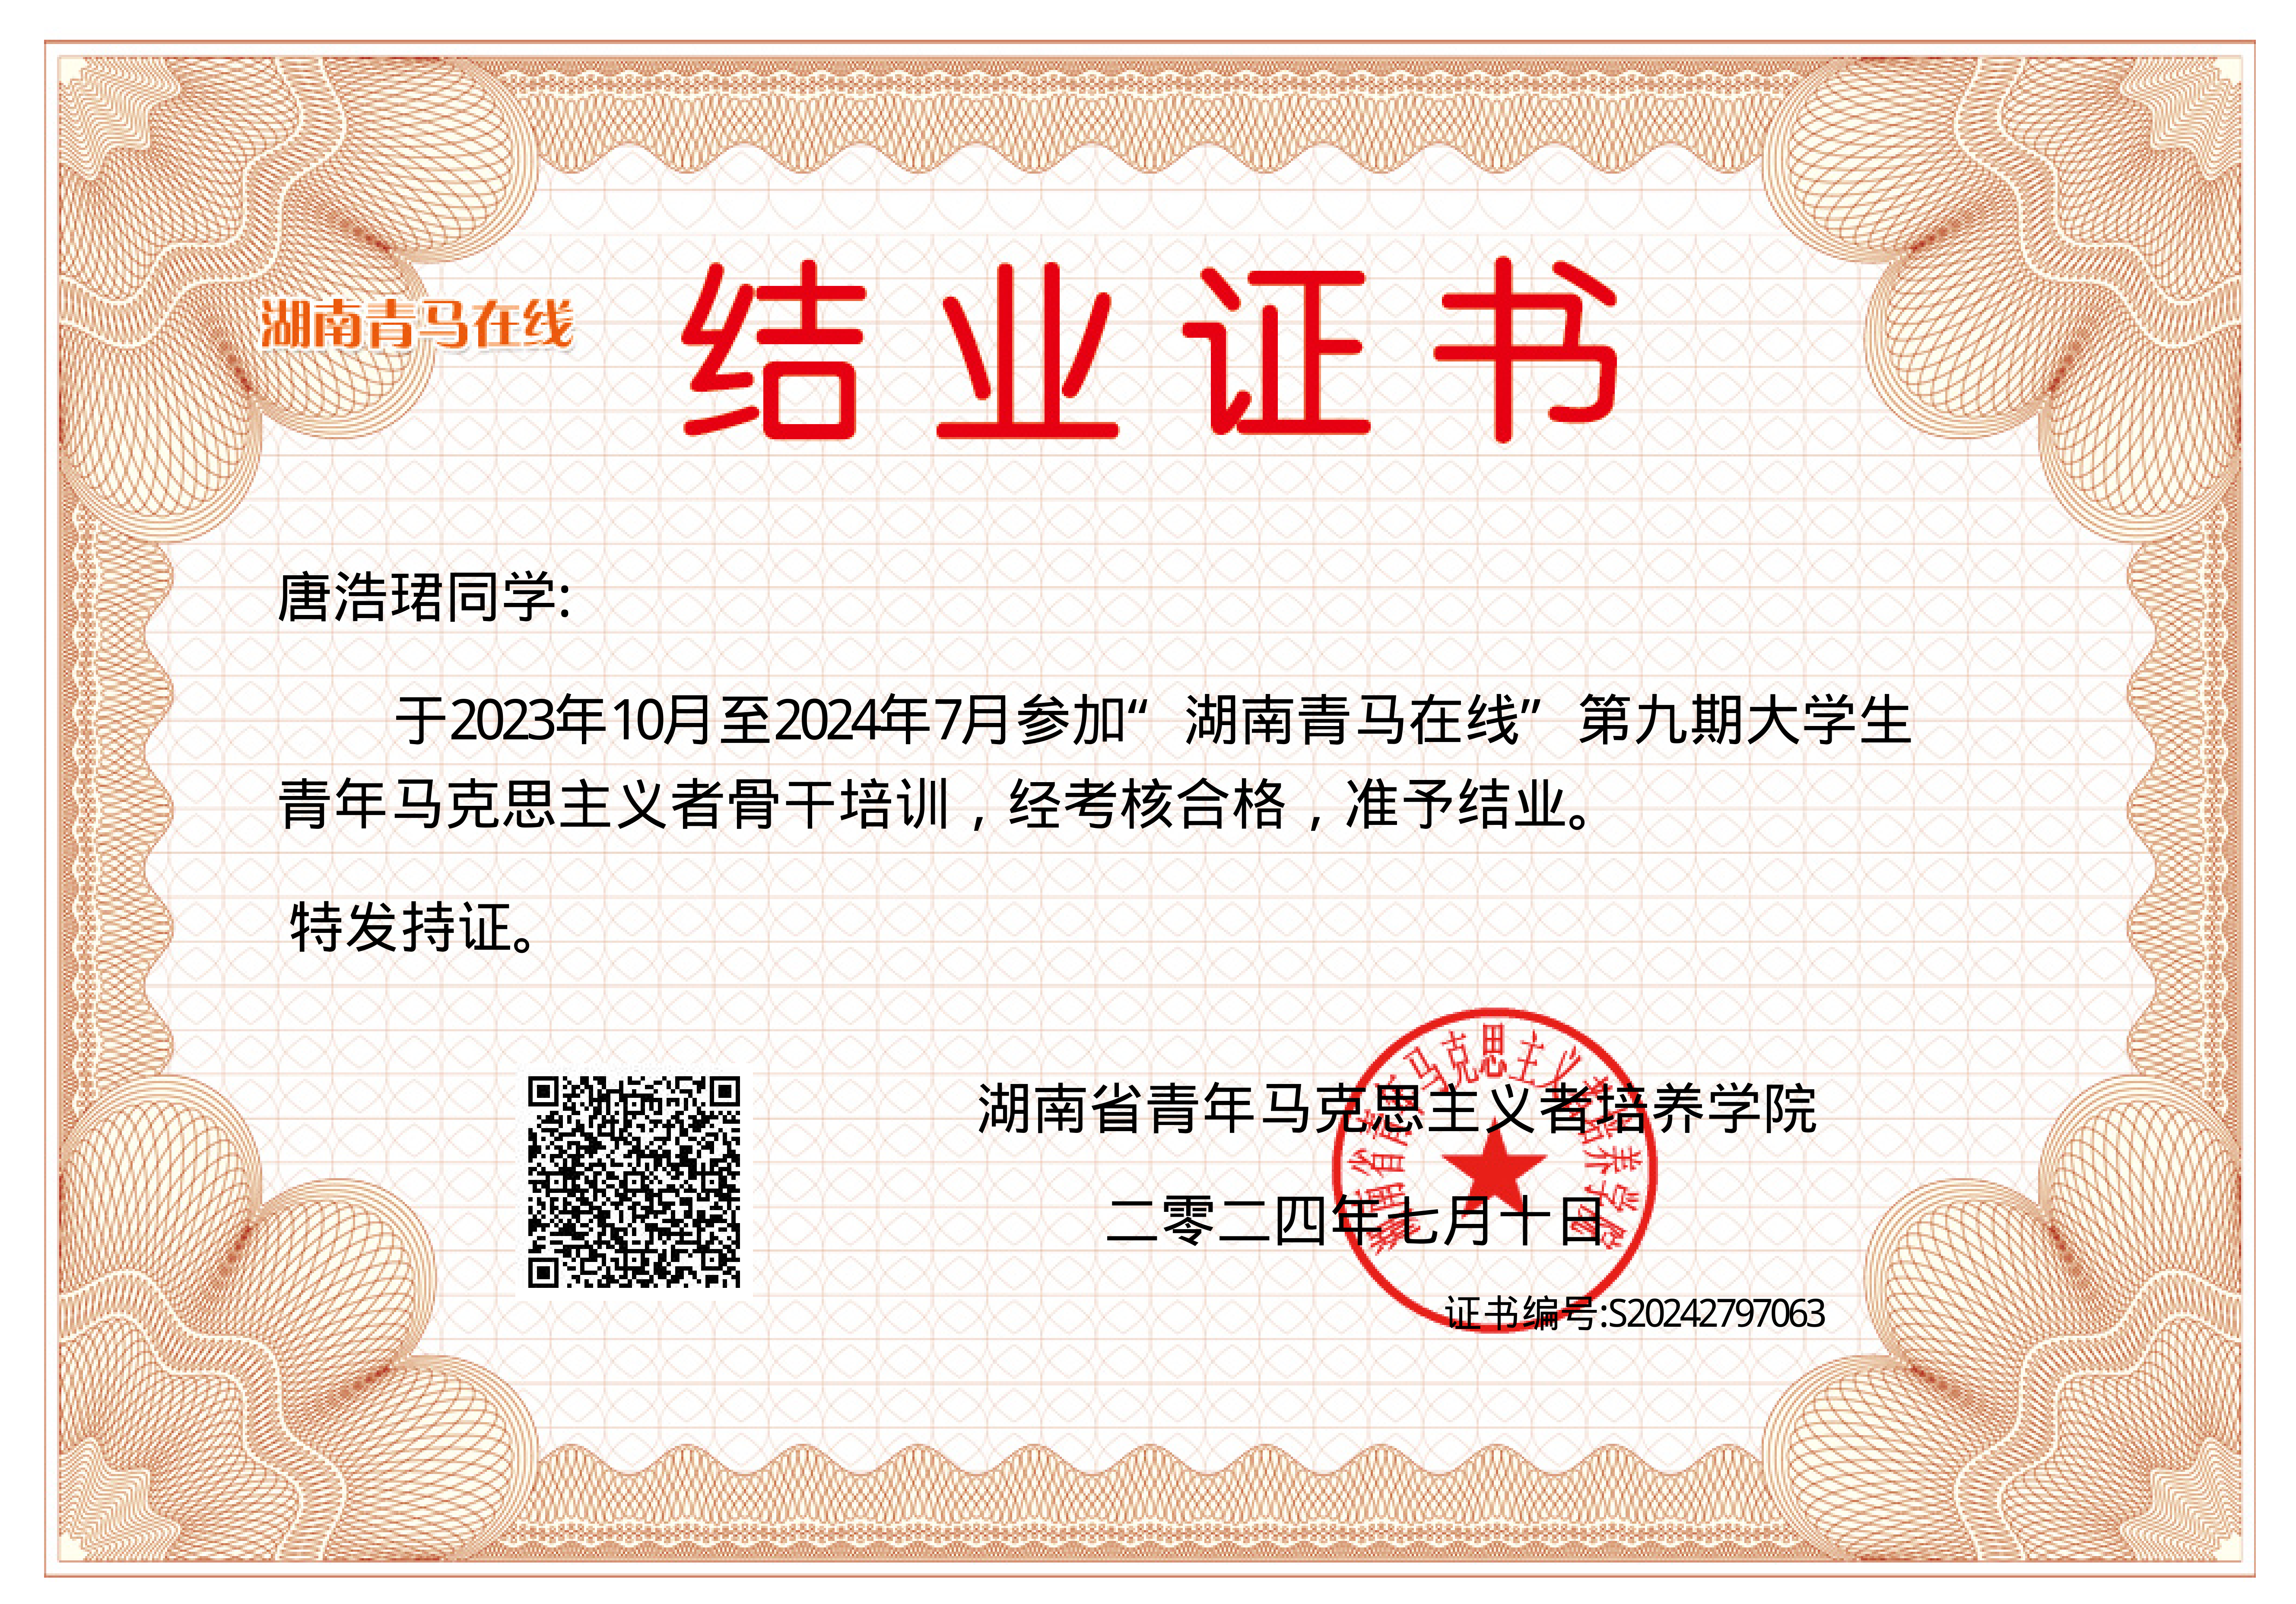 湖南青马在线
结业证书
唐浩珺同学:
于2023年10月至2024年7月参加“湖南青马在线”第九期大学生
青年马克思主义者骨干培训,经考核合格,准予结业。
特发持证。
湖南省青年马克思主义者培养学院
二零二四年七月十日
湖南省青年马克思主义者培养学院
证书编号:S20242797063